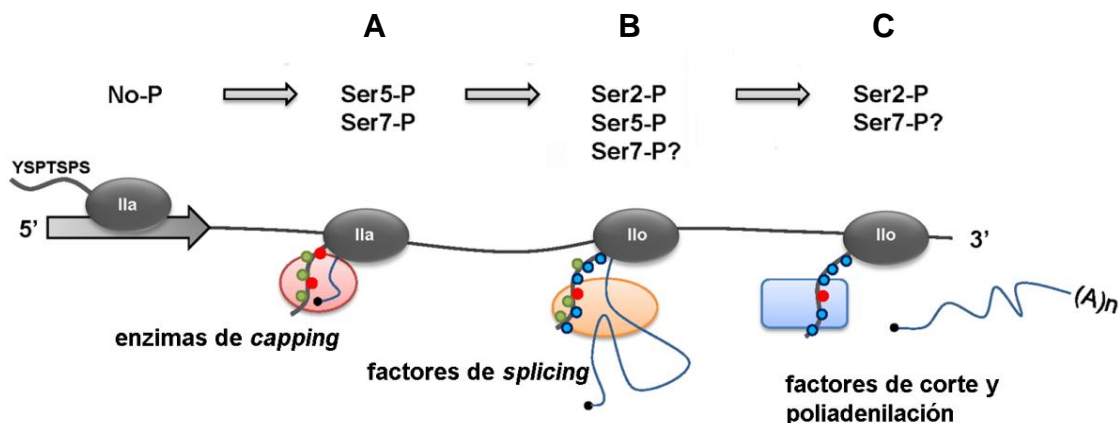 A
B
C
No-P
Ser5-P
Ser7-P
Ser2-P
Ser5-P
Ser7-P?
Ser2-P
Ser7-P?
YSPTSPS
IIa
5’
IIa
IIo
IIo
3’
(A)n
enzimas de capping
factores de splicing
factores de corte y
poliadenilación